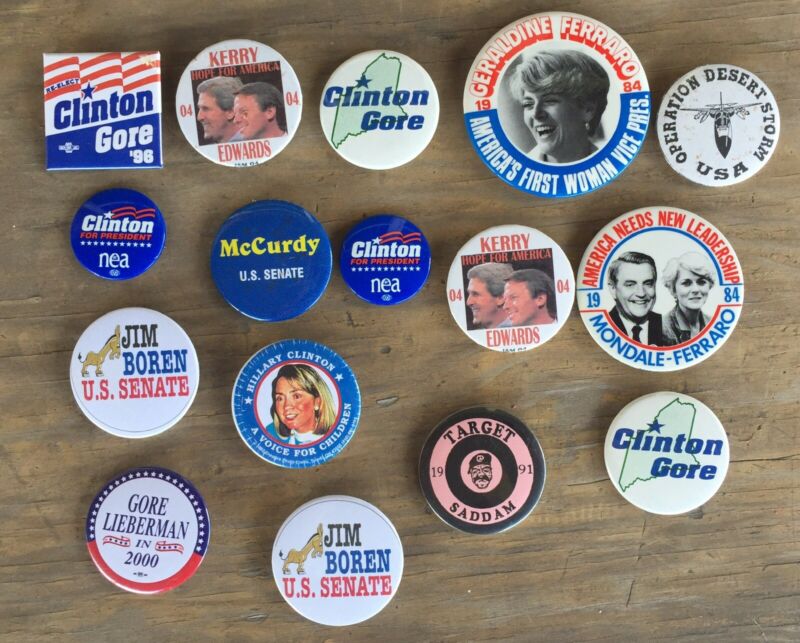 RE-ELECT
Clinton
Gore
'96
KERRY
HOPE FOR AMERICA
04 04
EDWARDS
Clinton
Gore
GERALDINE FERRARO
19 84
AMERICA'S FIRST WOMAN VICE PRES.
OPERATION DESERT STORM
USA
Clinton
FOR PRESIDENT
nea
McCurdy
U.S. SENATE
Clinton
FOR PRESIDENT
nea
KERRY
HOPE FOR AMERICA
04 04
EDWARDS
AMERICA NEEDS NEW LEADERSHIP
19 84
MONDALE-FERRARO
JIM
BOREN
U.S. SENATE
HILLARY CLINTON
A VOICE FOR CHILDREN
TARGET
19 91
SADDAM
Clinton
Gore
GORE
LIEBERMAN
IN
2000
JIM
BOREN
U.S. SENATE